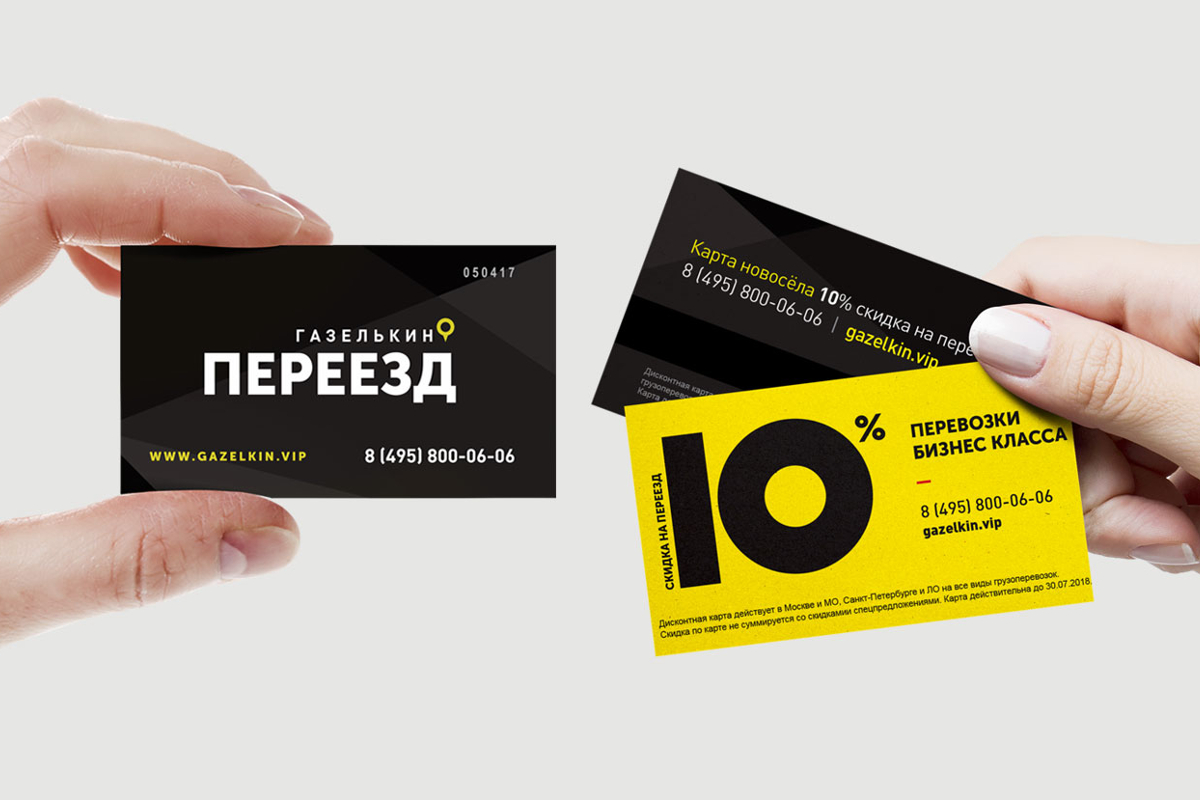 050417
ГАЗЕЛЬКИН
ПЕРЕЕЗД
WWW.GAZELKIN.VIP
8 (495) 800-06-06
Карта новосёла 10% скидка на
8 (495) 800-06-06 | gazelkin.vip
Дисконтная карта
Карта
10%
СКИДКА НА ПЕРЕЕЗД
ПЕРЕВОЗКИ
БИЗНЕС КЛАССА
8 (495) 800-06-06
gazelkin.vip
Дисконтная карта действует в Москве и МО, Санкт-Петербурге и ЛО на все виды грузоперевозок.
Скидка по карте не суммируется со скидками спецпредложениями. Карта действительна до 30.07.2018.